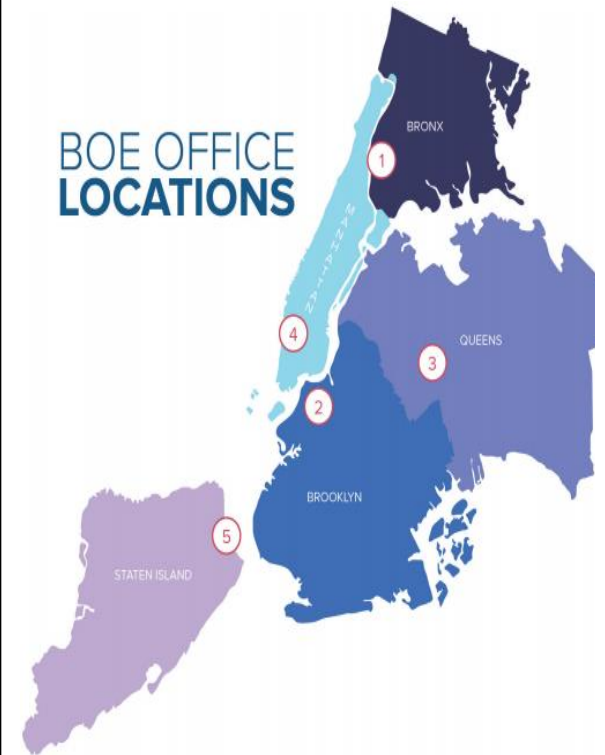 BOE OFFICE
LOCATIONS
BRONX
1
MANHATTAN
4
QUEENS
3
2
BROOKLYN
5
STATEN ISLAND